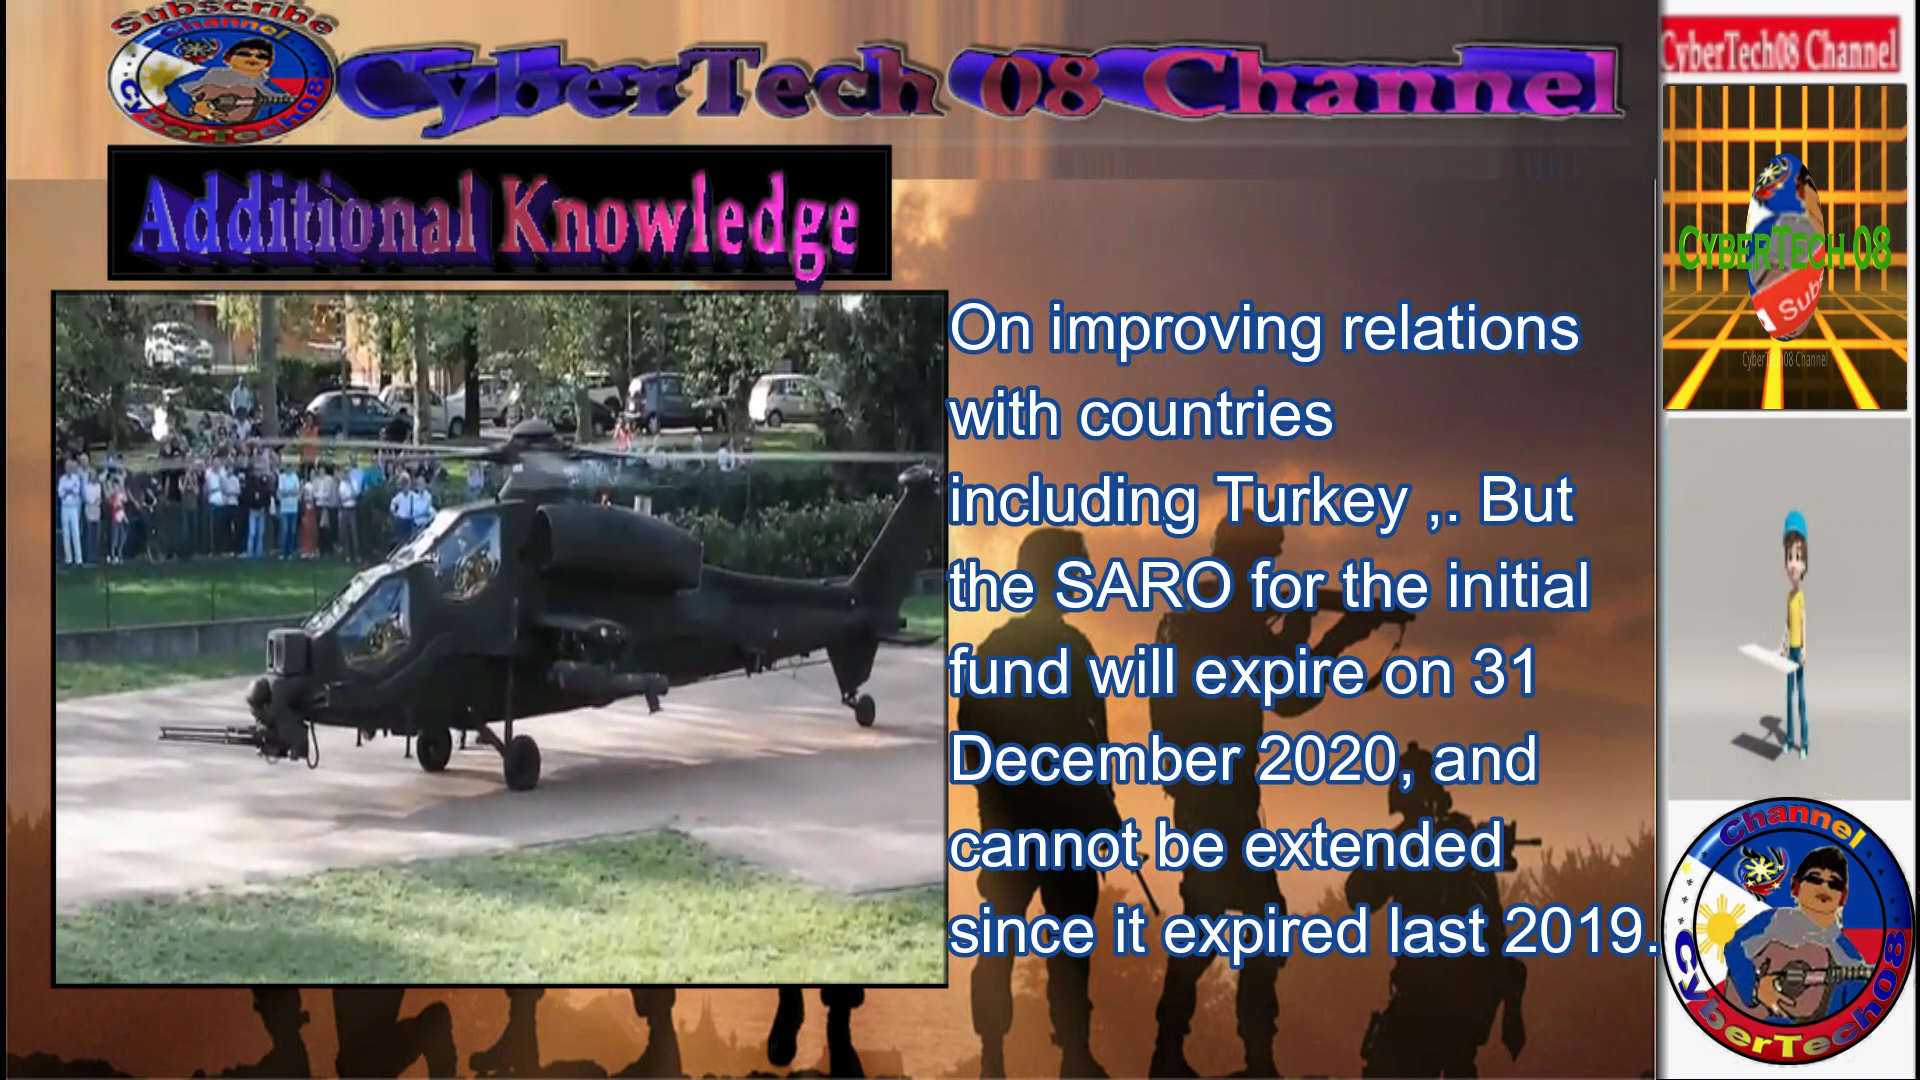 Subscribe
Channel
CyberTech08
CyberTech 08 Channel
CyberTech08 Channel
Additional Knowledge
CyberTech 08
Sub
On improving relations
with countries
including Turkey ,. But
the SARO for the initial
fund will expire on 31
December 2020, and
cannot be extended
since it expired last 2019.
Channel
CyberTech08